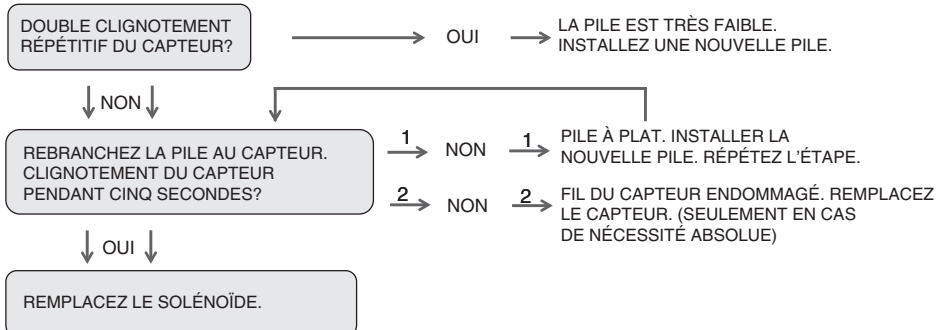 DOUBLE CLIGNOTEMENT
RÉPÉTITIF DU CAPTEUR?
OUI
LA PILE EST TRÈS FAIBLE.
INSTALLEZ UNE NOUVELLE PILE.
NON
REBRANCHEZ LA PILE AU CAPTEUR.
CLIGNOTEMENT DU CAPTEUR
PENDANT CINQ SECONDES?
1
NON
1
PILE À PLAT. INSTALLER LA
NOUVELLE PILE. RÉPÉTEZ L'ÉTAPE.
2
NON
2
FIL DU CAPTEUR ENDOMMAGÉ. REMPLACEZ
LE CAPTEUR. (SEULEMENT EN CAS
DE NÉCESSITÉ ABSOLUE)
OUI
REMPLACEZ LE SOLÉNOÏDE.